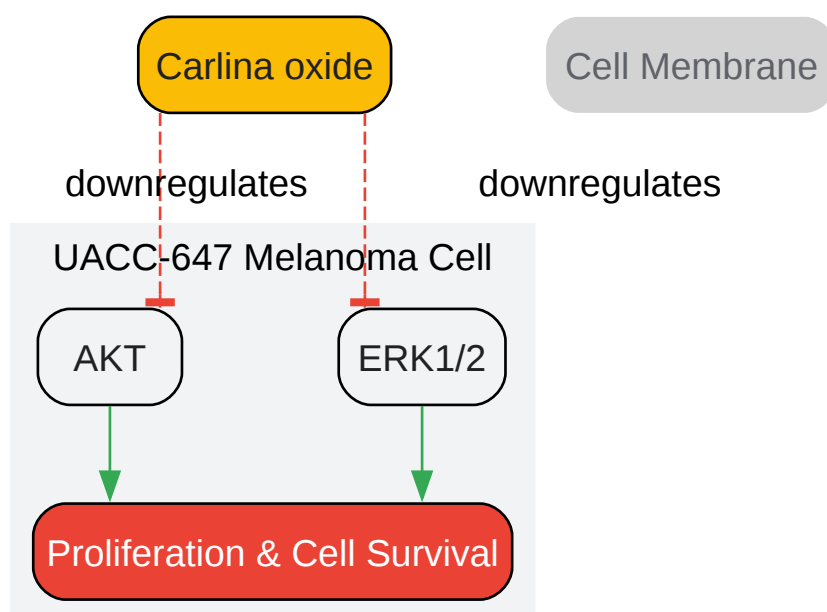 Carlina oxide
Cell Membrane
downregulates
downregulates
UACC-647 Melanoma Cell
AKT
ERK1/2
Proliferation & Cell Survival